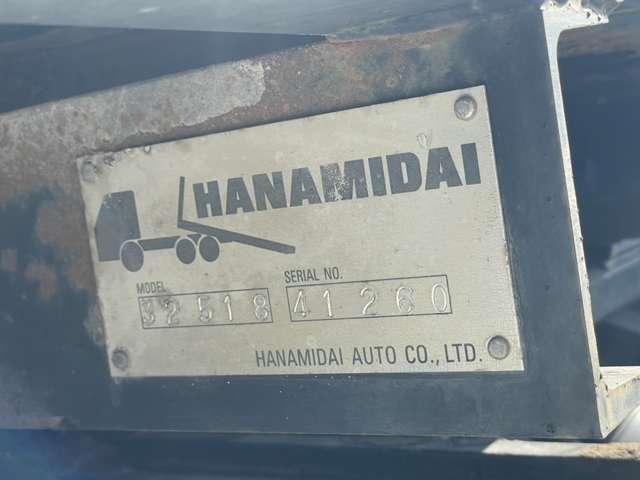 HANAMIDAI
MODEL
SERIAL NO.
32518
41260
HANAMIDAI AUTO CO., LTD.